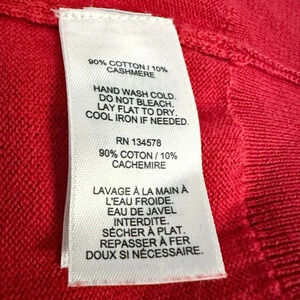 90% COTTON / 10%
CASHMERE
HAND WASH COLD.
DO NOT BLEACH.
LAY FLAT TO DRY.
COOL IRON IF NEEDED.
RN 134578
90% COTTON / 10%
CACHEMIRE
LAVAGE À LA MAIN À
L'EAU FROIDE.
EAU DE JAVEL
INTERDITE.
SÉCHER À PLAT.
REPASSER À FER
DOUX SI NÉCESSAIRE.